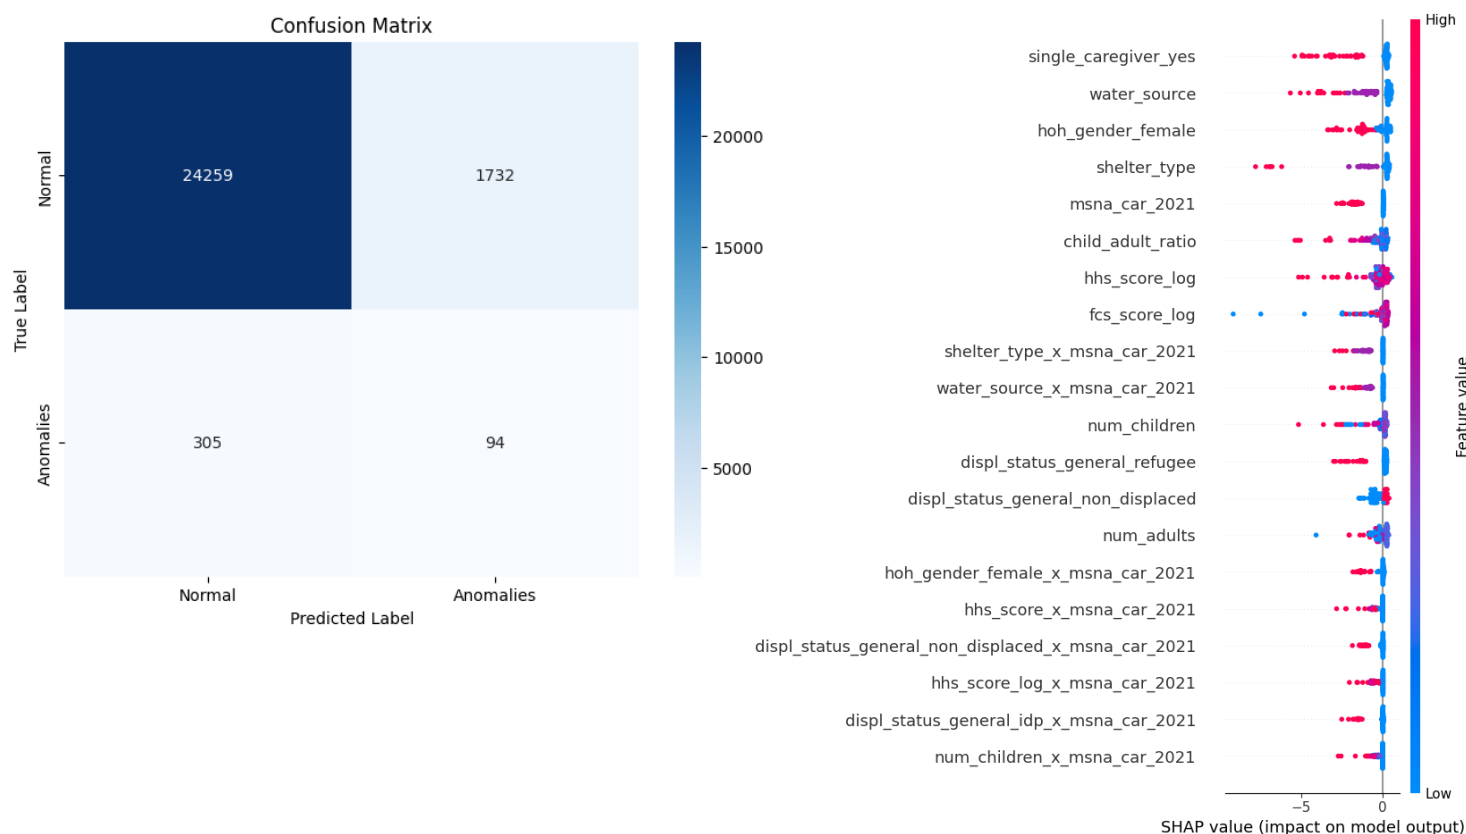 Confusion Matrix
True Label
Normal
Anomalies
24259
1732
305
94
Normal
Anomalies
Predicted Label
20000
15000
10000
5000
single_caregiver_yes
water_source
hoh_gender_female
shelter_type
msna_car_2021
child_adult_ratio
hhs_score_log
fcs_score_log
shelter_type_x_msna_car_2021
water_source_x_msna_car_2021
num_children
displ_status_general_refugee
displ_status_general_non_displaced
num_adults
hoh_gender_female_x_msna_car_2021
hhs_score_x_msna_car_2021
displ_status_general_non_displaced_x_msna_car_2021
hhs_score_log_x_msna_car_2021
displ_status_general_idp_x_msna_car_2021
num_children_x_msna_car_2021
−5
0
SHAP value (impact on model output)
High
Low
Feature value